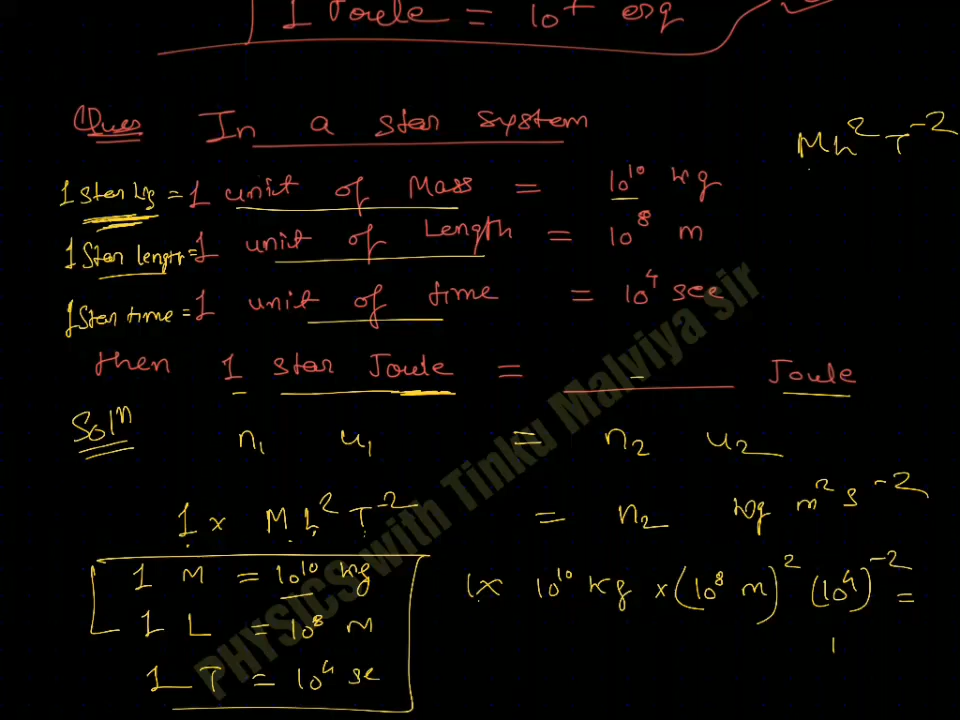 1 Joule = 10⁷ erg
Ques In a star system
ML²T⁻²
1 Star kg = 1 unit of Mass = 10¹⁰ kg
1 Star length = 1 unit of Length = 10⁸ m
1 Star time = 1 unit of time = 10⁴ sec
then 1 star Joule = ______ Joule
Solⁿ n₁ u₁ = n₂ u₂
1 x M L² T⁻² = n₂ kg m² s⁻²
1 M = 10¹⁰ kg
1 L = 10⁸ m
1 T = 10⁴ se
1x 10¹⁰ kg x (10⁸ m)² (10⁴)⁻² =
PHYSICS with Tinku Malviya sir